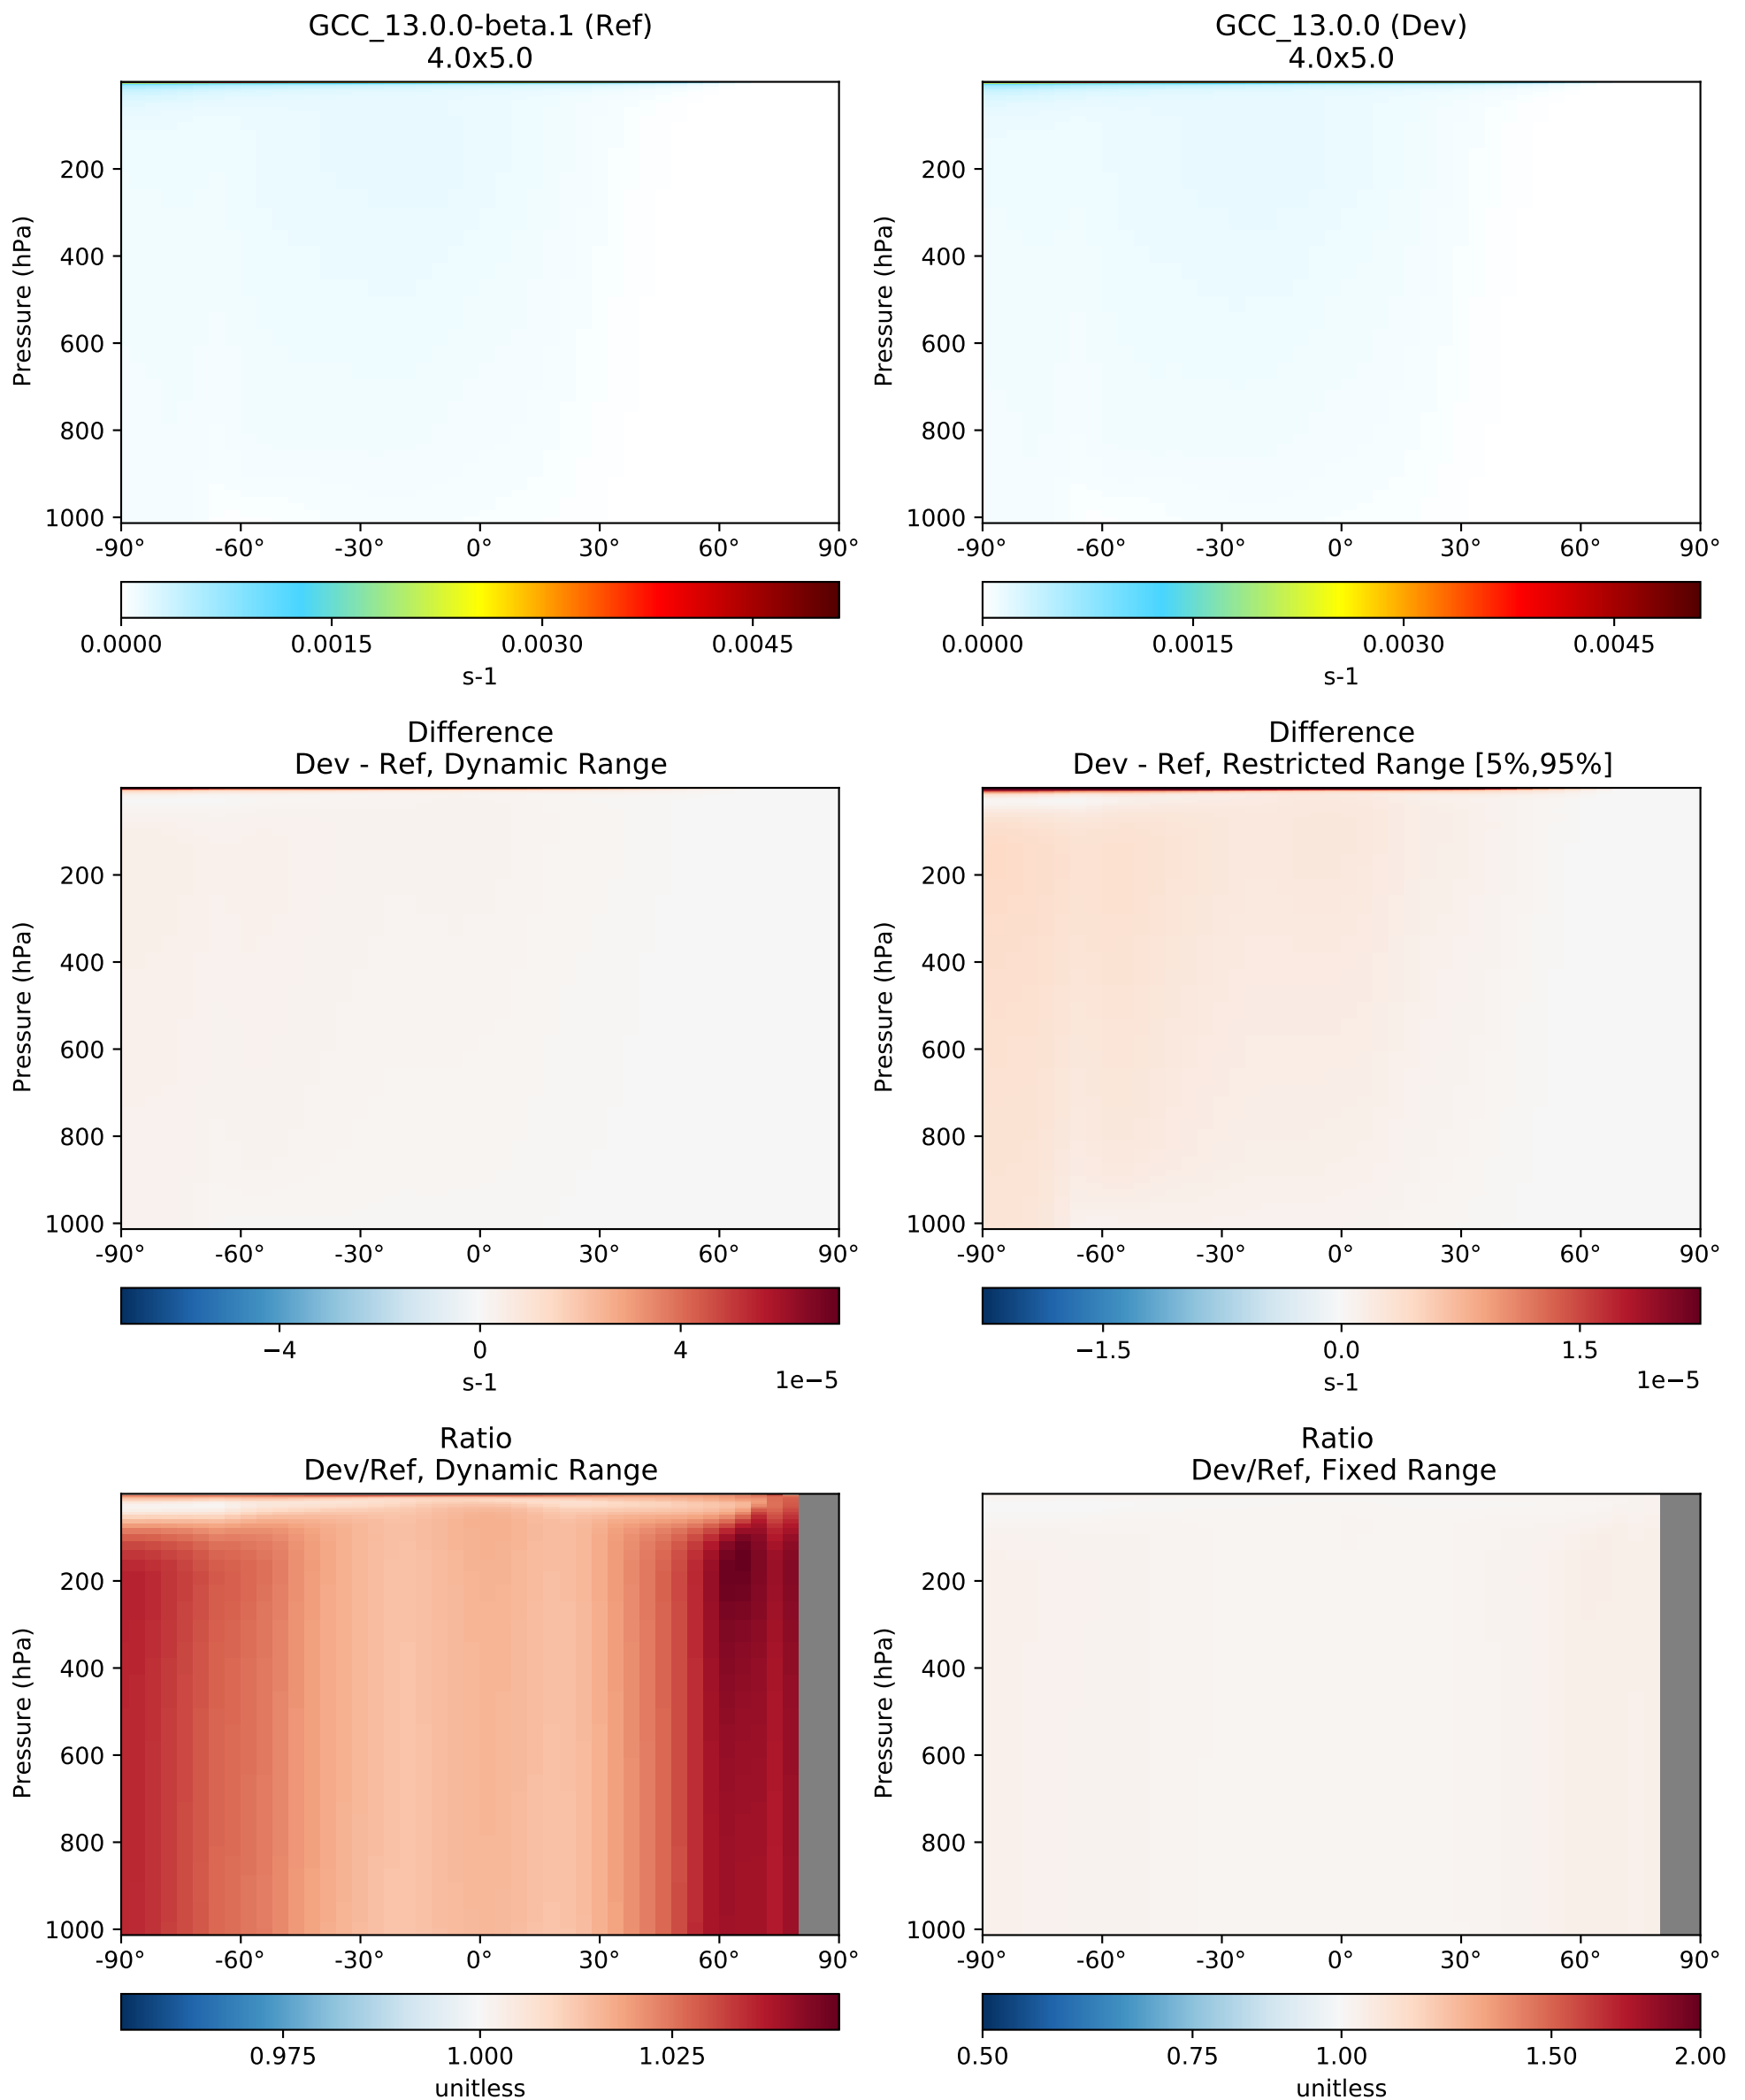 GCC_13.0.0-beta.1 (Ref)
4.0x5.0
Pressure (hPa)
200
400
600
800
1000
-90° -60° -30° 0° 30° 60° 90°
0.0000 0.0015 0.0030 0.0045
s-1
GCC_13.0.0 (Dev)
4.0x5.0
Pressure (hPa)
200
400
600
800
1000
-90° -60° -30° 0° 30° 60° 90°
0.0000 0.0015 0.0030 0.0045
s-1
Difference
Dev - Ref, Dynamic Range
Pressure (hPa)
200
400
600
800
1000
-90° -60° -30° 0° 30° 60° 90°
−4 0 4
s-1
1e−5
Difference
Dev - Ref, Restricted Range [5%,95%]
Pressure (hPa)
200
400
600
800
1000
-90° -60° -30° 0° 30° 60° 90°
−1.5 0.0 1.5
s-1
1e−5
Ratio
Dev/Ref, Dynamic Range
Pressure (hPa)
200
400
600
800
1000
-90° -60° -30° 0° 30° 60° 90°
0.975 1.000 1.025
unitless
Ratio
Dev/Ref, Fixed Range
Pressure (hPa)
200
400
600
800
1000
-90° -60° -30° 0° 30° 60° 90°
0.50 0.75 1.00 1.50 2.00
unitless